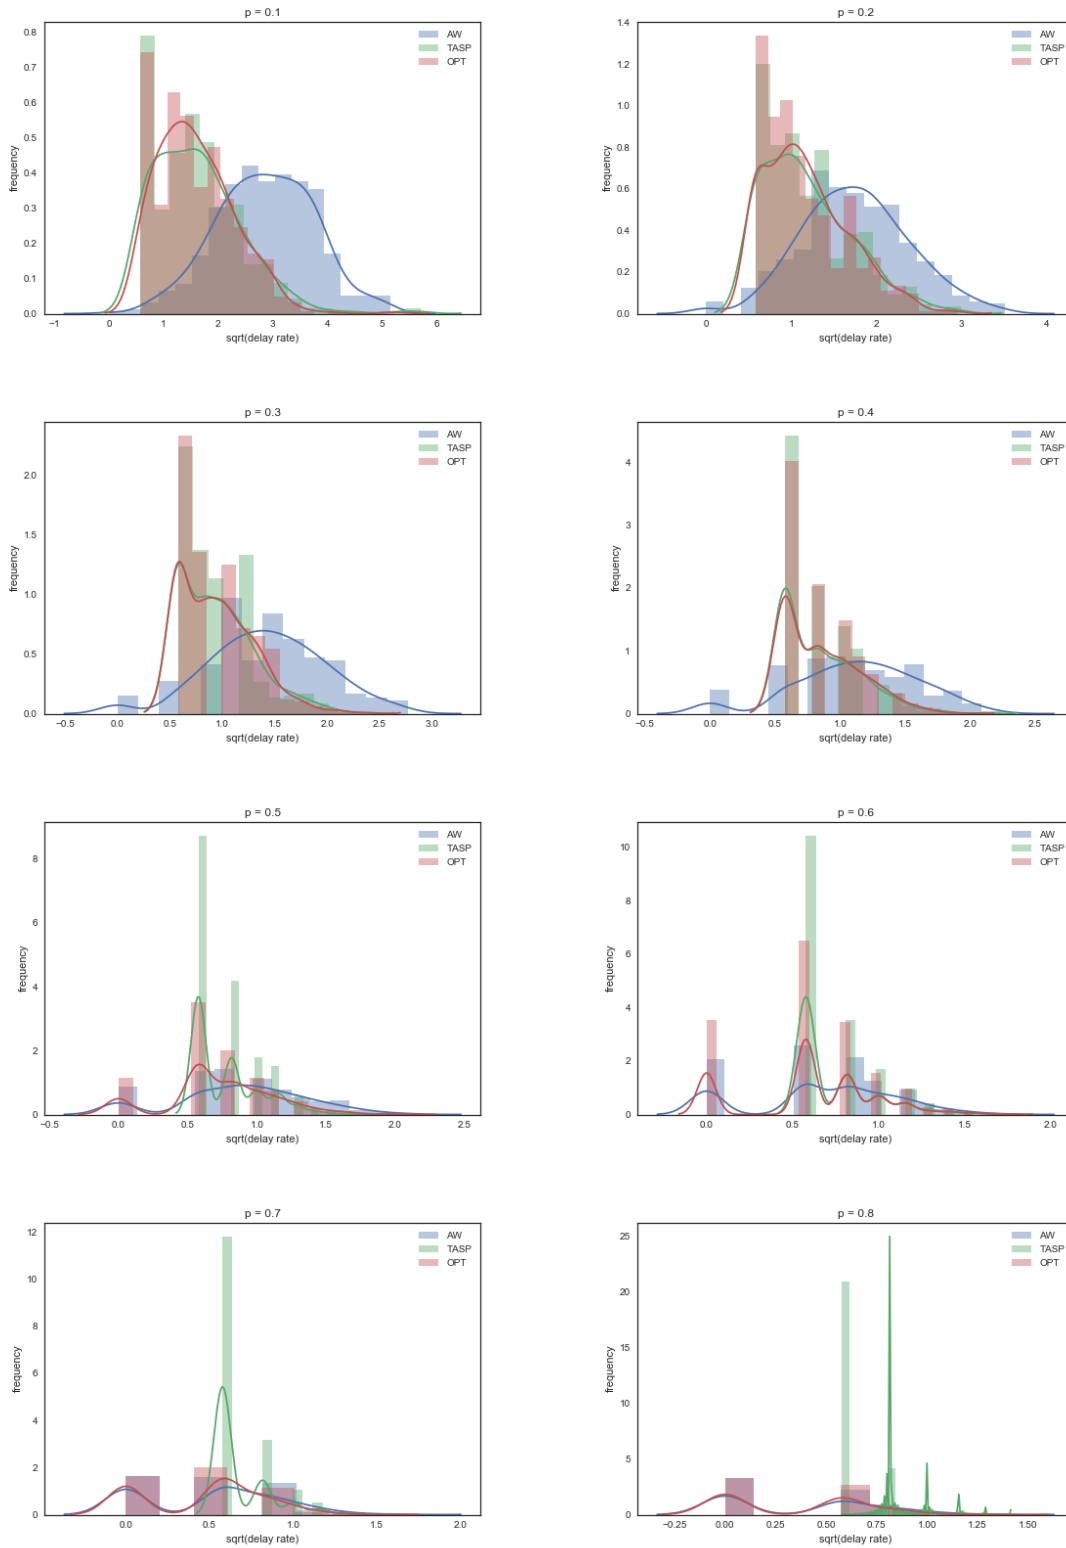 p = 0.1
AW
TASP
OPT
0.8
0.7
0.6
0.5
0.4
0.3
0.2
0.1
0.0
frequency
−1 0 1 2 3 4 5 6
sqrt(delay rate)
p = 0.2
AW
TASP
OPT
1.4
1.2
1.0
0.8
0.6
0.4
0.2
0.0
frequency
0 1 2 3 4
sqrt(delay rate)
p = 0.3
AW
TASP
OPT
2.0
1.5
1.0
0.5
0.0
frequency
−0.5 0.0 0.5 1.0 1.5 2.0 2.5 3.0
sqrt(delay rate)
p = 0.4
AW
TASP
OPT
4
3
2
1
0
frequency
−0.5 0.0 0.5 1.0 1.5 2.0 2.5
sqrt(delay rate)
p = 0.5
AW
TASP
OPT
8
6
4
2
0
frequency
−0.5 0.0 0.5 1.0 1.5 2.0 2.5
sqrt(delay rate)
p = 0.6
AW
TASP
OPT
10
8
6
4
2
0
frequency
0.0 0.5 1.0 1.5 2.0
sqrt(delay rate)
p = 0.7
AW
TASP
OPT
12
10
8
6
4
2
0
frequency
0.0 0.5 1.0 1.5 2.0
sqrt(delay rate)
p = 0.8
AW
TASP
OPT
25
20
15
10
5
0
frequency
−0.25 0.00 0.25 0.50 0.75 1.00 1.25 1.50
sqrt(delay rate)